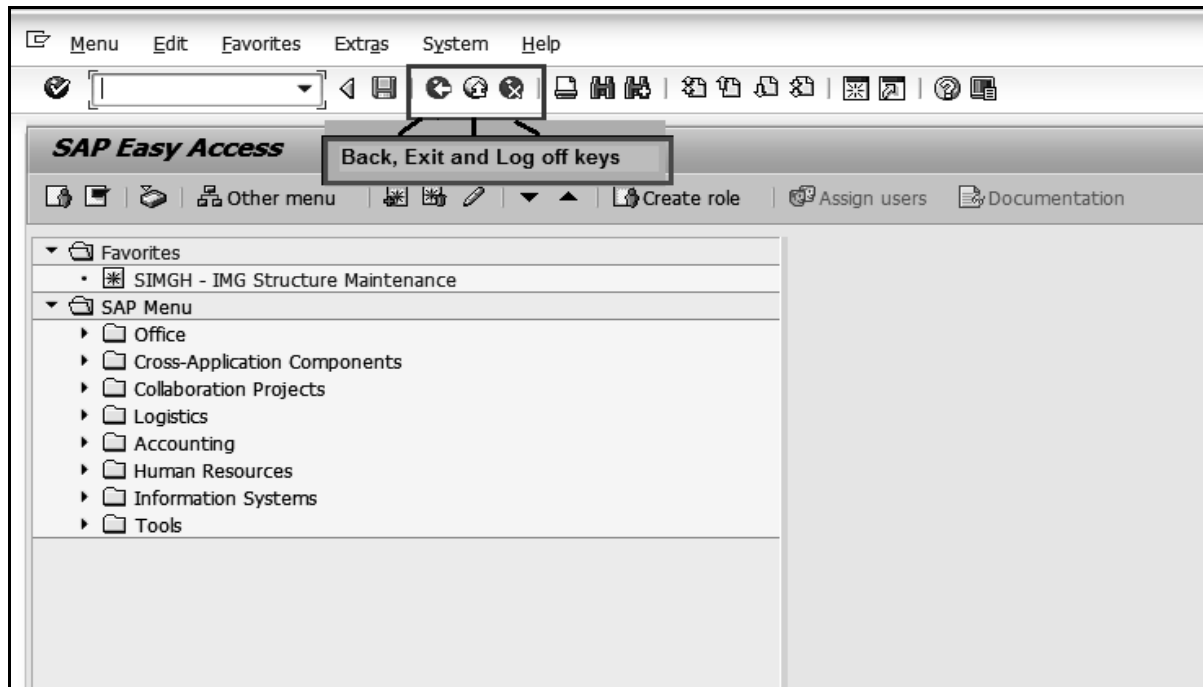 Menu Edit Favorites Extras System Help
SAP Easy Access
Back, Exit and Log off keys
Other menu Create role Assign users Documentation
Favorites
SIMGH - IMG Structure Maintenance
SAP Menu
Office
Cross-Application Components
Collaboration Projects
Logistics
Accounting
Human Resources
Information Systems
Tools